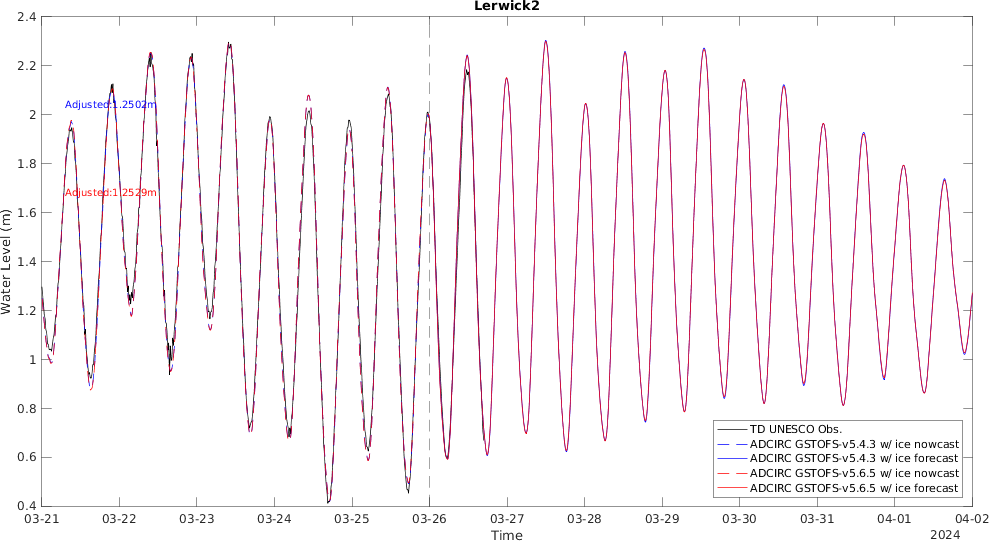 Lerwick2
2.4
2.2
2
1.8
1.6
1.4
1.2
1
0.8
0.6
0.4
Water Level (m)
Adjusted:1.2502m
Adjusted:1.2529m
TD UNESCO Obs.
ADCIRC GSTOFS-v5.4.3 w/ ice nowcast
ADCIRC GSTOFS-v5.4.3 w/ ice forecast
ADCIRC GSTOFS-v5.6.5 w/ ice nowcast
ADCIRC GSTOFS-v5.6.5 w/ ice forecast
03-21 03-22 03-23 03-24 03-25 03-26 03-27 03-28 03-29 03-30 03-31 04-01 04-02
Time
2024